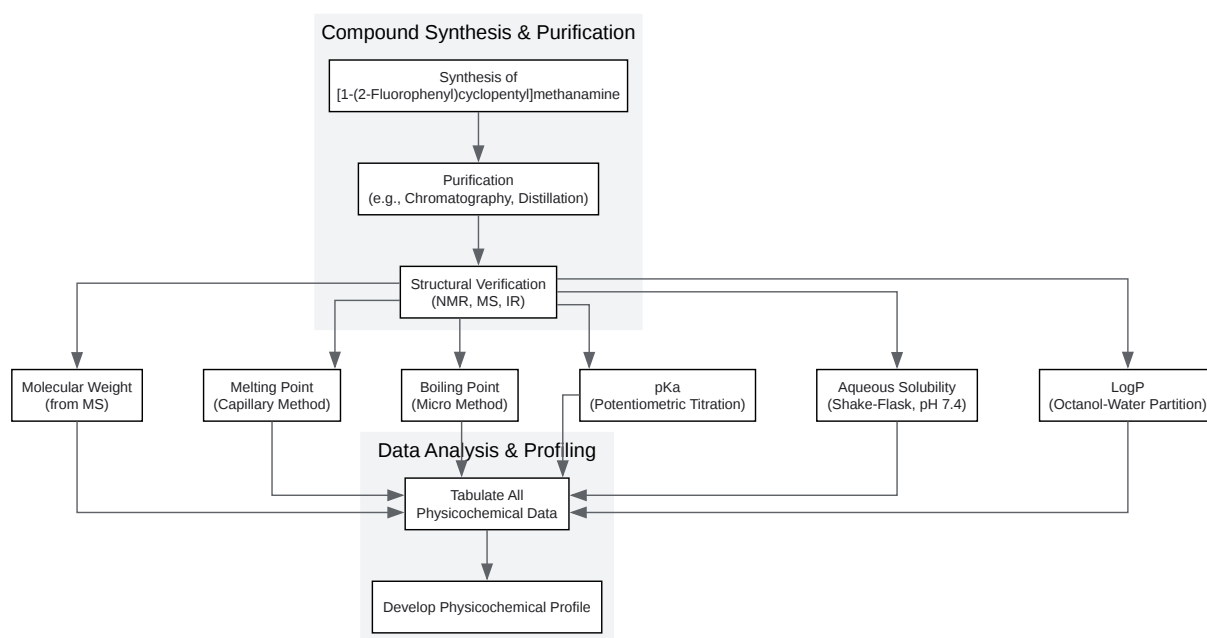 Compound Synthesis & Purification
Synthesis of
[1-(2-Fluorophenyl)cyclopentyl]methanamine
Purification
(e.g., Chromatography, Distillation)
Structural Verification
(NMR, MS, IR)
Molecular Weight
(from MS)
Melting Point
(Capillary Method)
Boiling Point
(Micro Method)
pKa
(Potentiometric Titration)
Aqueous Solubility
(Shake-Flask, pH 7.4)
LogP
(Octanol-Water Partition)
Data Analysis & Profiling
Tabulate All
Physicochemical Data
Develop Physicochemical Profile